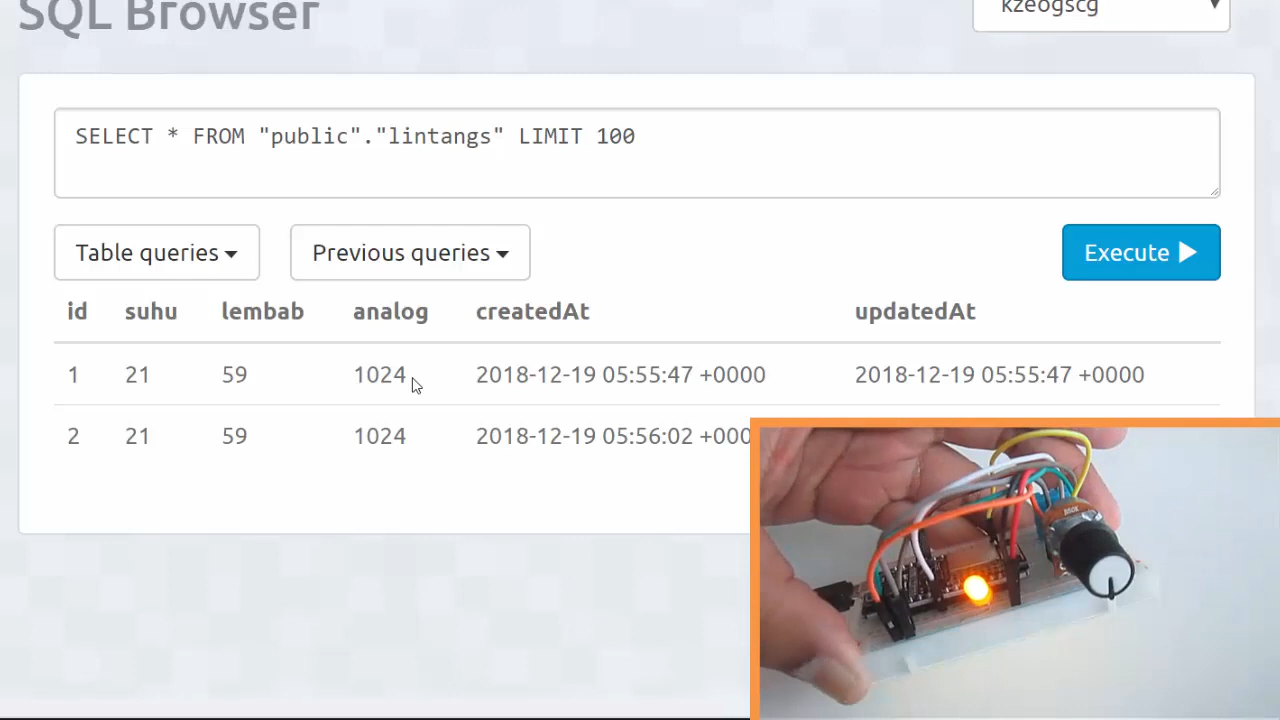 SQL Browser
kzeogscg
SELECT * FROM "public"."lintangs" LIMIT 100
Table queries
Previous queries
Execute
id suhu lembab analog createdAt updatedAt
1 21 59 1024 2018-12-19 05:55:47 +0000 2018-12-19 05:55:47 +0000
2 21 59 1024 2018-12-19 05:56:02 +000